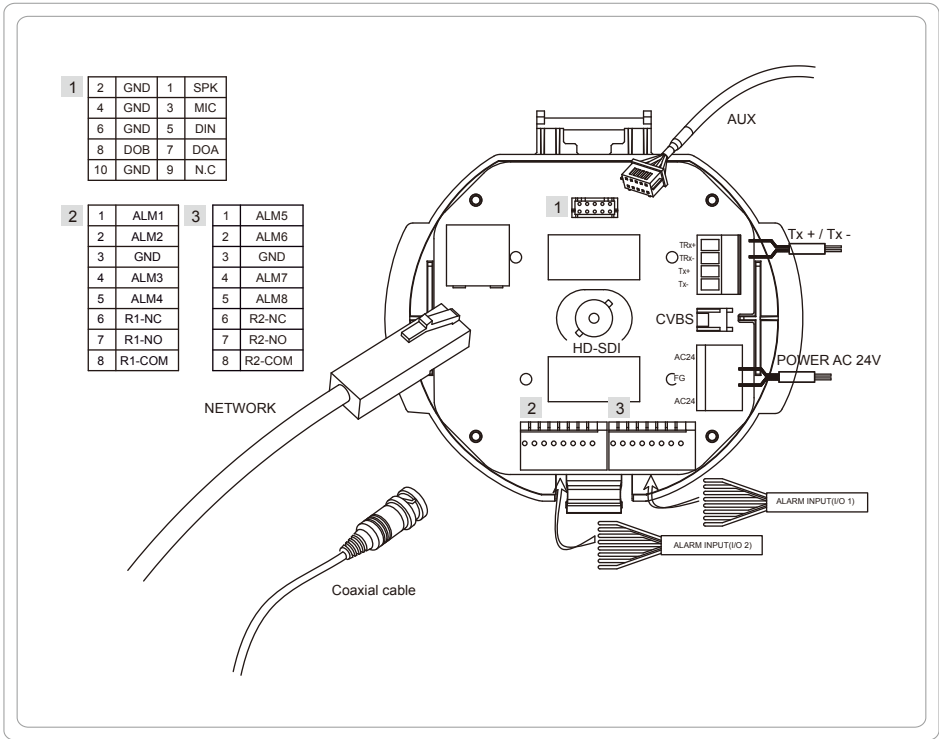 1
2 GND 1 SPK
4 GND 3 MIC
6 GND 5 DIN
8 DOB 7 DOA
10 GND 9 N.C
2
1 ALM1
2 ALM2
3 GND
4 ALM3
5 ALM4
6 R1-NC
7 R1-NO
8 R1-COM
3
1 ALM5
2 ALM6
3 GND
4 ALM7
5 ALM8
6 R2-NC
7 R2-NO
8 R2-COM
AUX
1
TRx+
TRx-
Tx+
Tx-
Tx + / Tx -
CVBS
HD-SDI
AC24
FG
AC24
POWER AC 24V
NETWORK
2
3
ALARM INPUT(I/O 1)
ALARM INPUT(I/O 2)
Coaxial cable